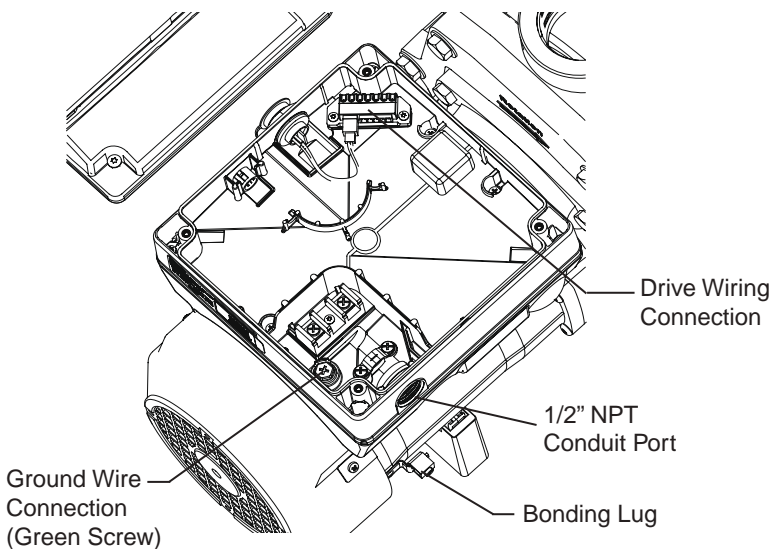 Drive Wiring
Connection
1/2” NPT
Conduit Port
Ground Wire
Connection
(Green Screw)
Bonding Lug